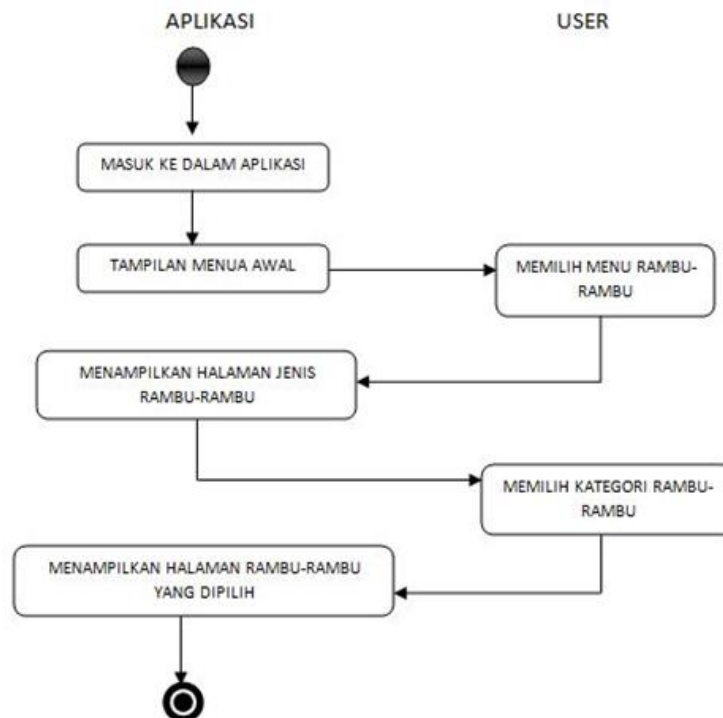 APLIKASI
USER
MASUK KE DALAM APLIKASI
TAMPILAN MENUA AWAL
MEMILIH MENU RAMBU-
RAMBU
MENAMPILKAN HALAMAN JENIS
RAMBU-RAMBU
MEMILIH KATEGORI RAMBU-
RAMBU
MENAMPILKAN HALAMAN RAMBU-RAMBU
YANG DIPILIH